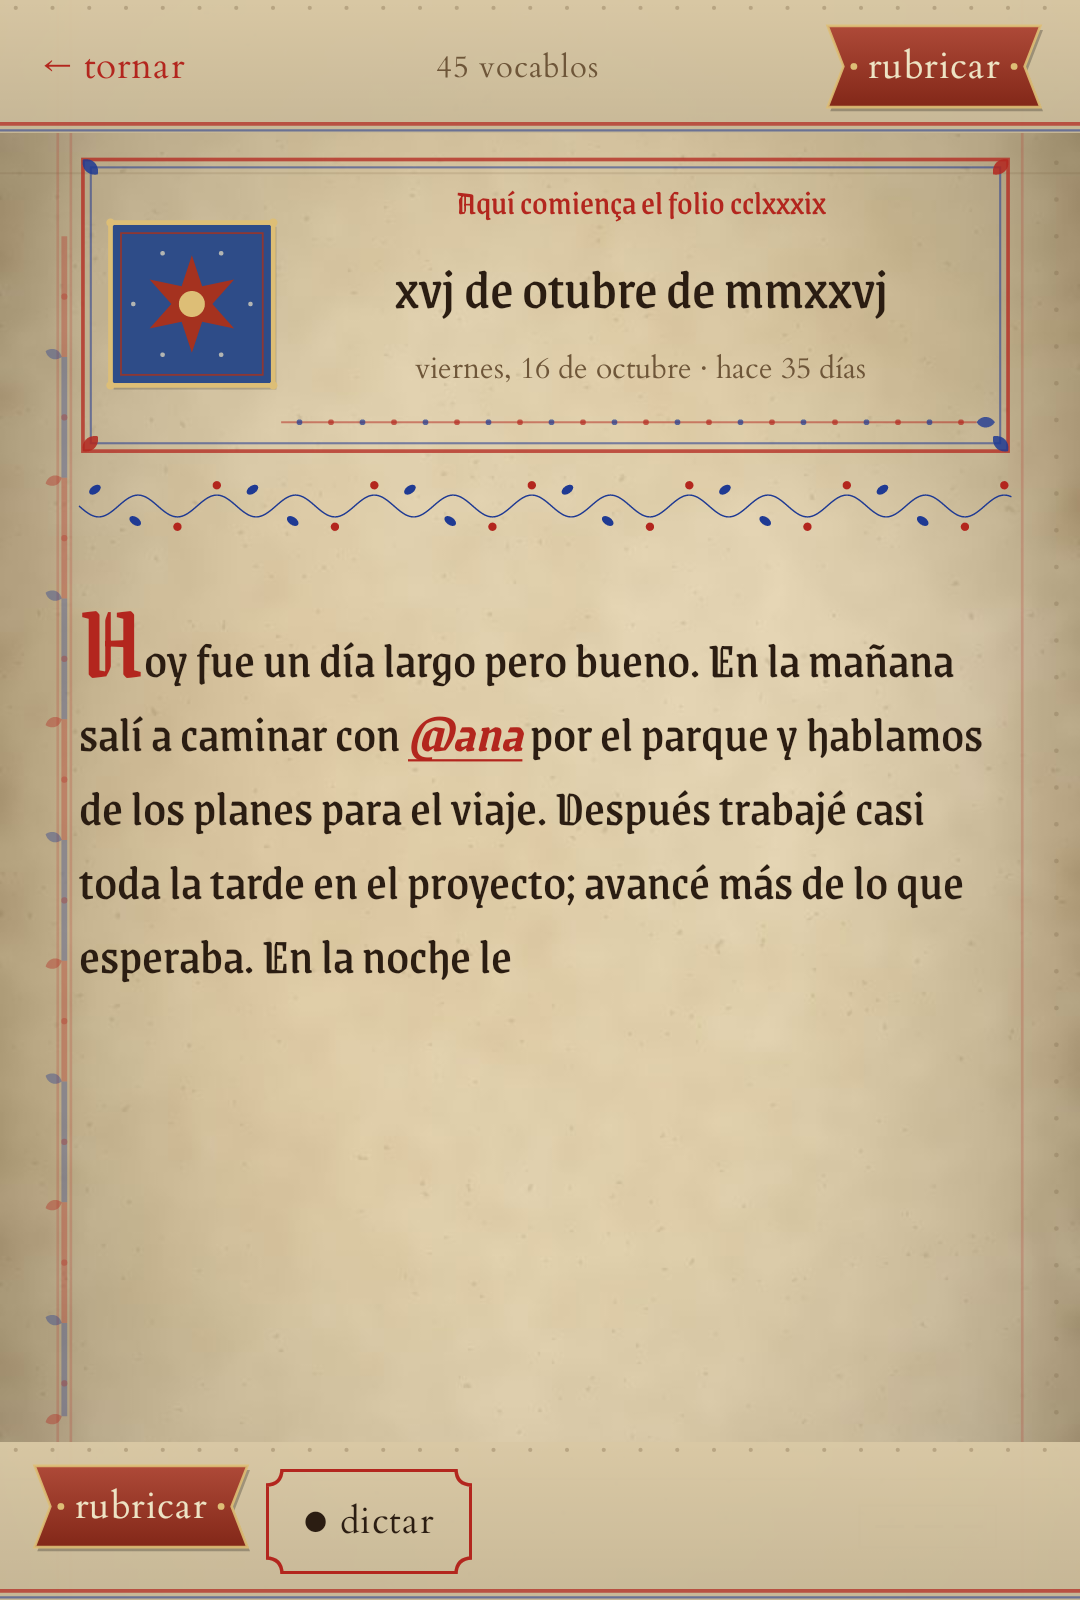 ← tornar
45 vocablos
rubricar
Aquí comiença el folio cclxxxix
xvj de otubre de mmxxvj
viernes, 16 de octubre · hace 35 días
Hoy fue un día largo pero bueno. En la mañana
salí a caminar con @ana por el parque y hablamos
de los planes para el viaje. Después trabajé casi
toda la tarde en el proyecto; avancé más de lo que
esperaba. En la noche le
rubricar
● dictar